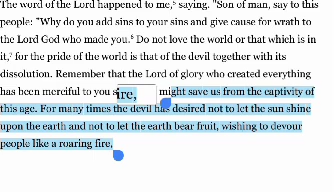 The word of the Lord happened to me,⁵ saying. "Son of man, say to this
people: "Why do you add sins to your sins and give cause for wrath to
the Lord God who made you.⁶ Do not love the world or that which is in
it,⁷ for the pride of the world is that of the devil together with its
dissolution. Remember that the Lord of glory who created everything
has been merciful to you s ire, might save us from the captivity of
this age. For many times the devil has desired not to let the sun shine
upon the earth and not to let the earth bear fruit, wishing to devour
people like a roaring fire,